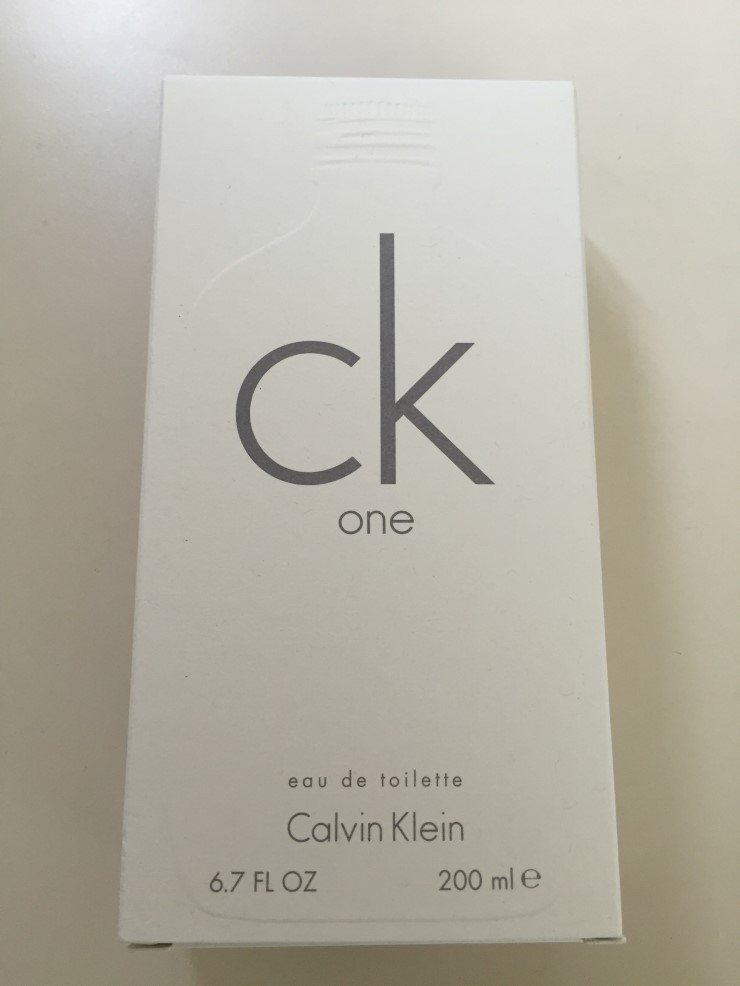 ck
one
eau de toilette
Calvin Klein
6.7 FL OZ 200 ml ℮